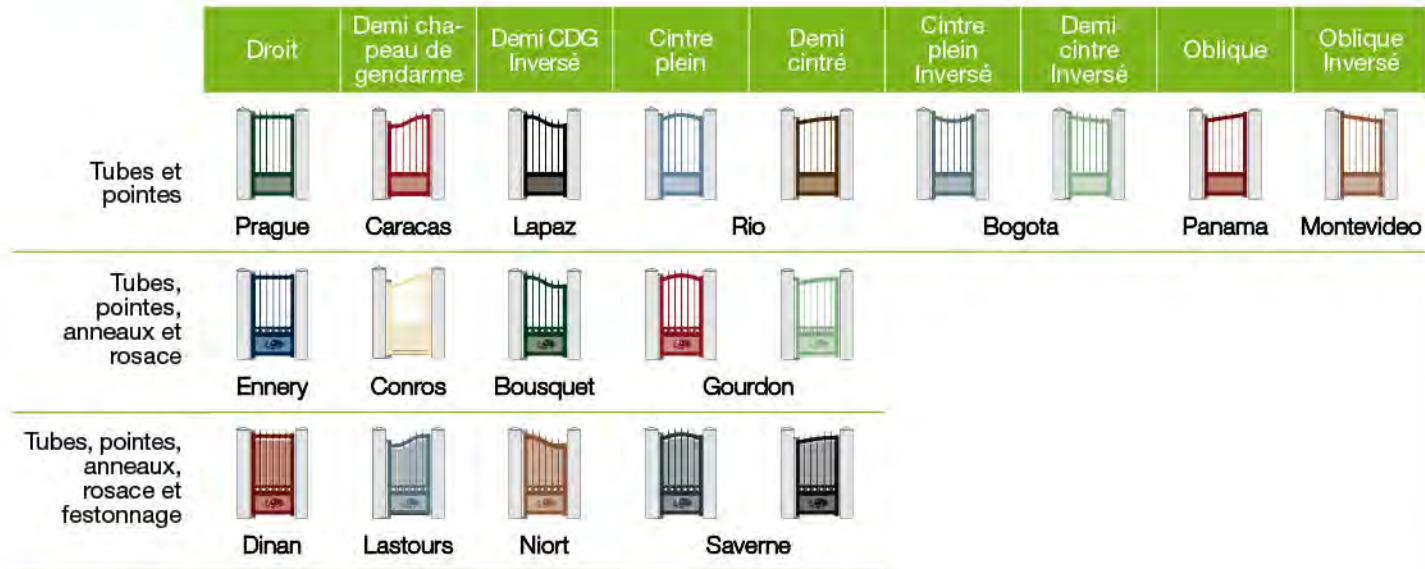 Droit
Demi cha-
peau de
gendarme
Demi CDG
Inversé
Cintre
plein
Demi
cintré
Cintre
plein
Inversé
Demi
cintre
Inversé
Oblique
Oblique
Inversé
Tubes et
pointes
Prague
Caracas
Lapaz
Rio
Bogota
Panama
Montevideo
Tubes,
pointes,
anneaux et
rosace
Ennery
Conros
Bousquet
Gourdon
Tubes, pointes,
anneaux,
rosace et
festonnage
Dinan
Lastours
Niort
Saverne